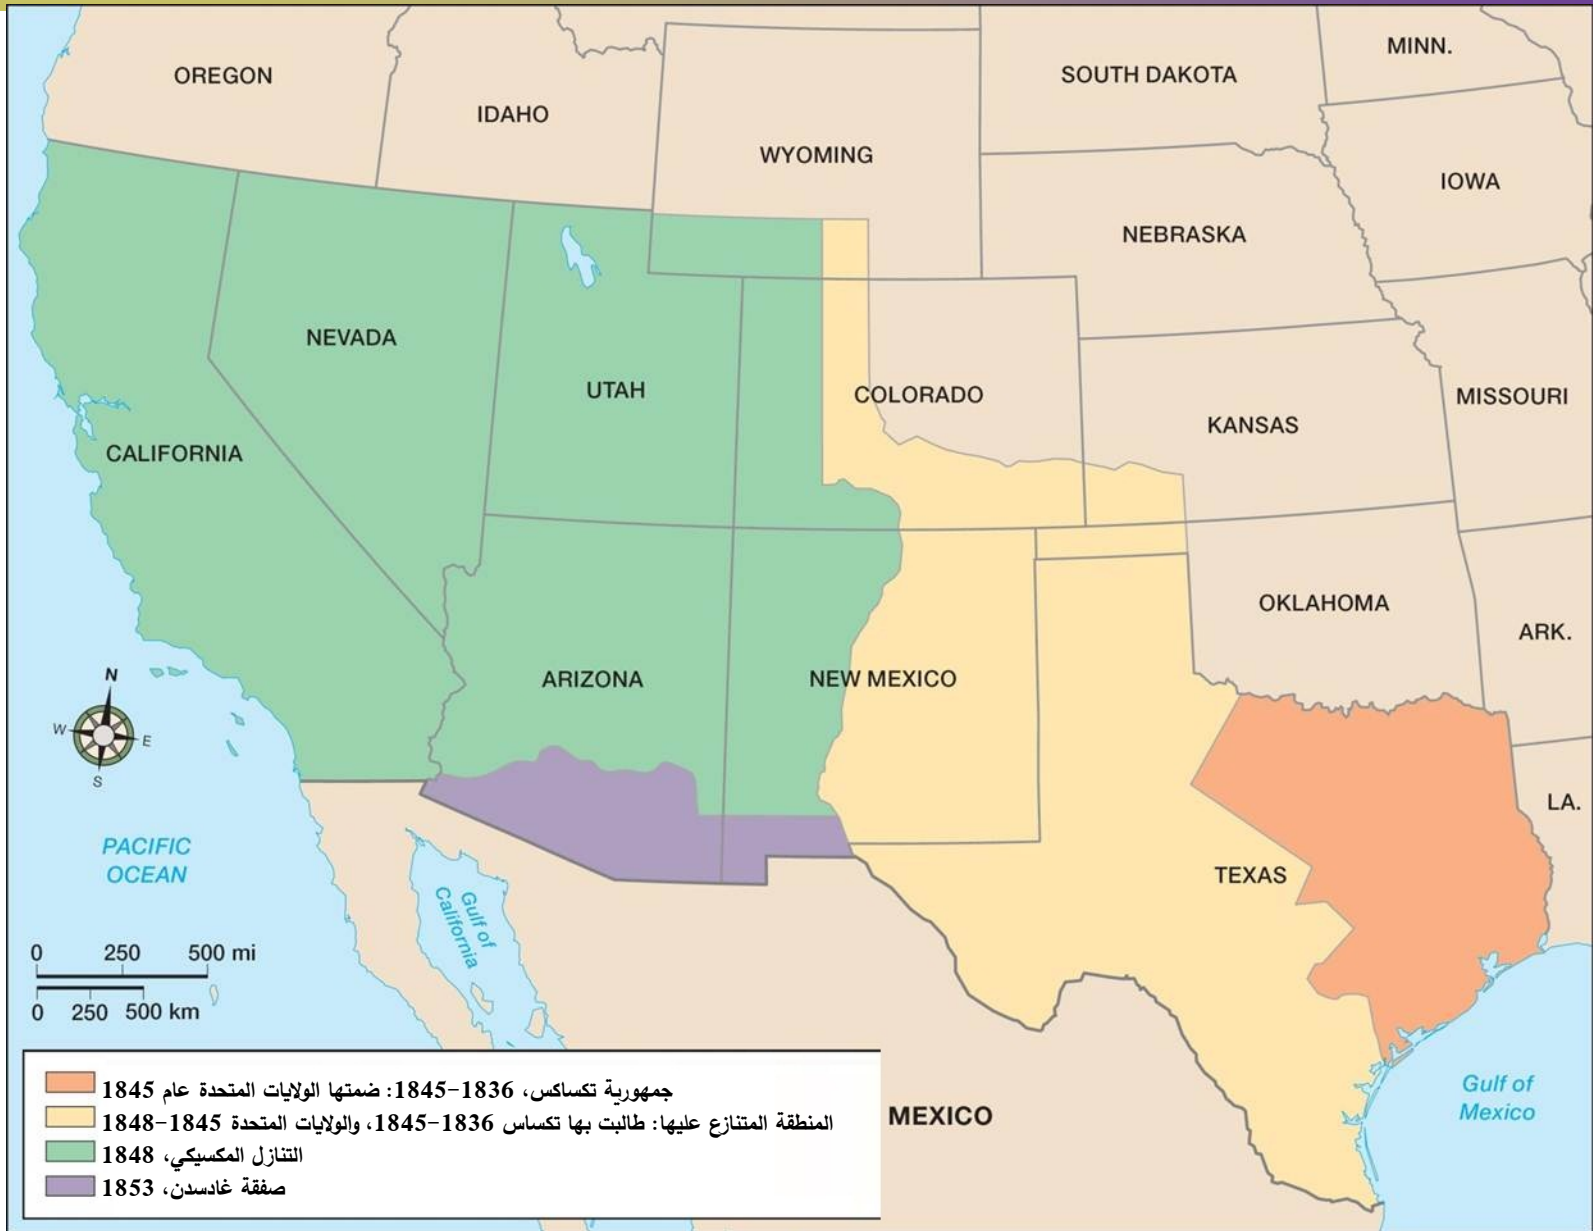 OREGON
IDAHO
WYOMING
SOUTH DAKOTA
MINN.
IOWA
NEBRASKA
NEVADA
UTAH
COLORADO
KANSAS
MISSOURI
CALIFORNIA
OKLAHOMA
ARK.
ARIZONA
NEW MEXICO
N
W
E
S
LA.
PACIFIC
OCEAN
TEXAS
Gulf of
California
0 250 500 mi
0 250 500 km
MEXICO
Gulf of
Mexico
جمهورية تكساكس، 1836-1845: ضمتها الولايات المتحدة عام 1845
المنطقة المتنازع عليها: طالبت بها تكساس 1836-1845، والولايات المتحدة 1845-1848
التنازل المكسيكي، 1848
صفقة غادسدن، 1853